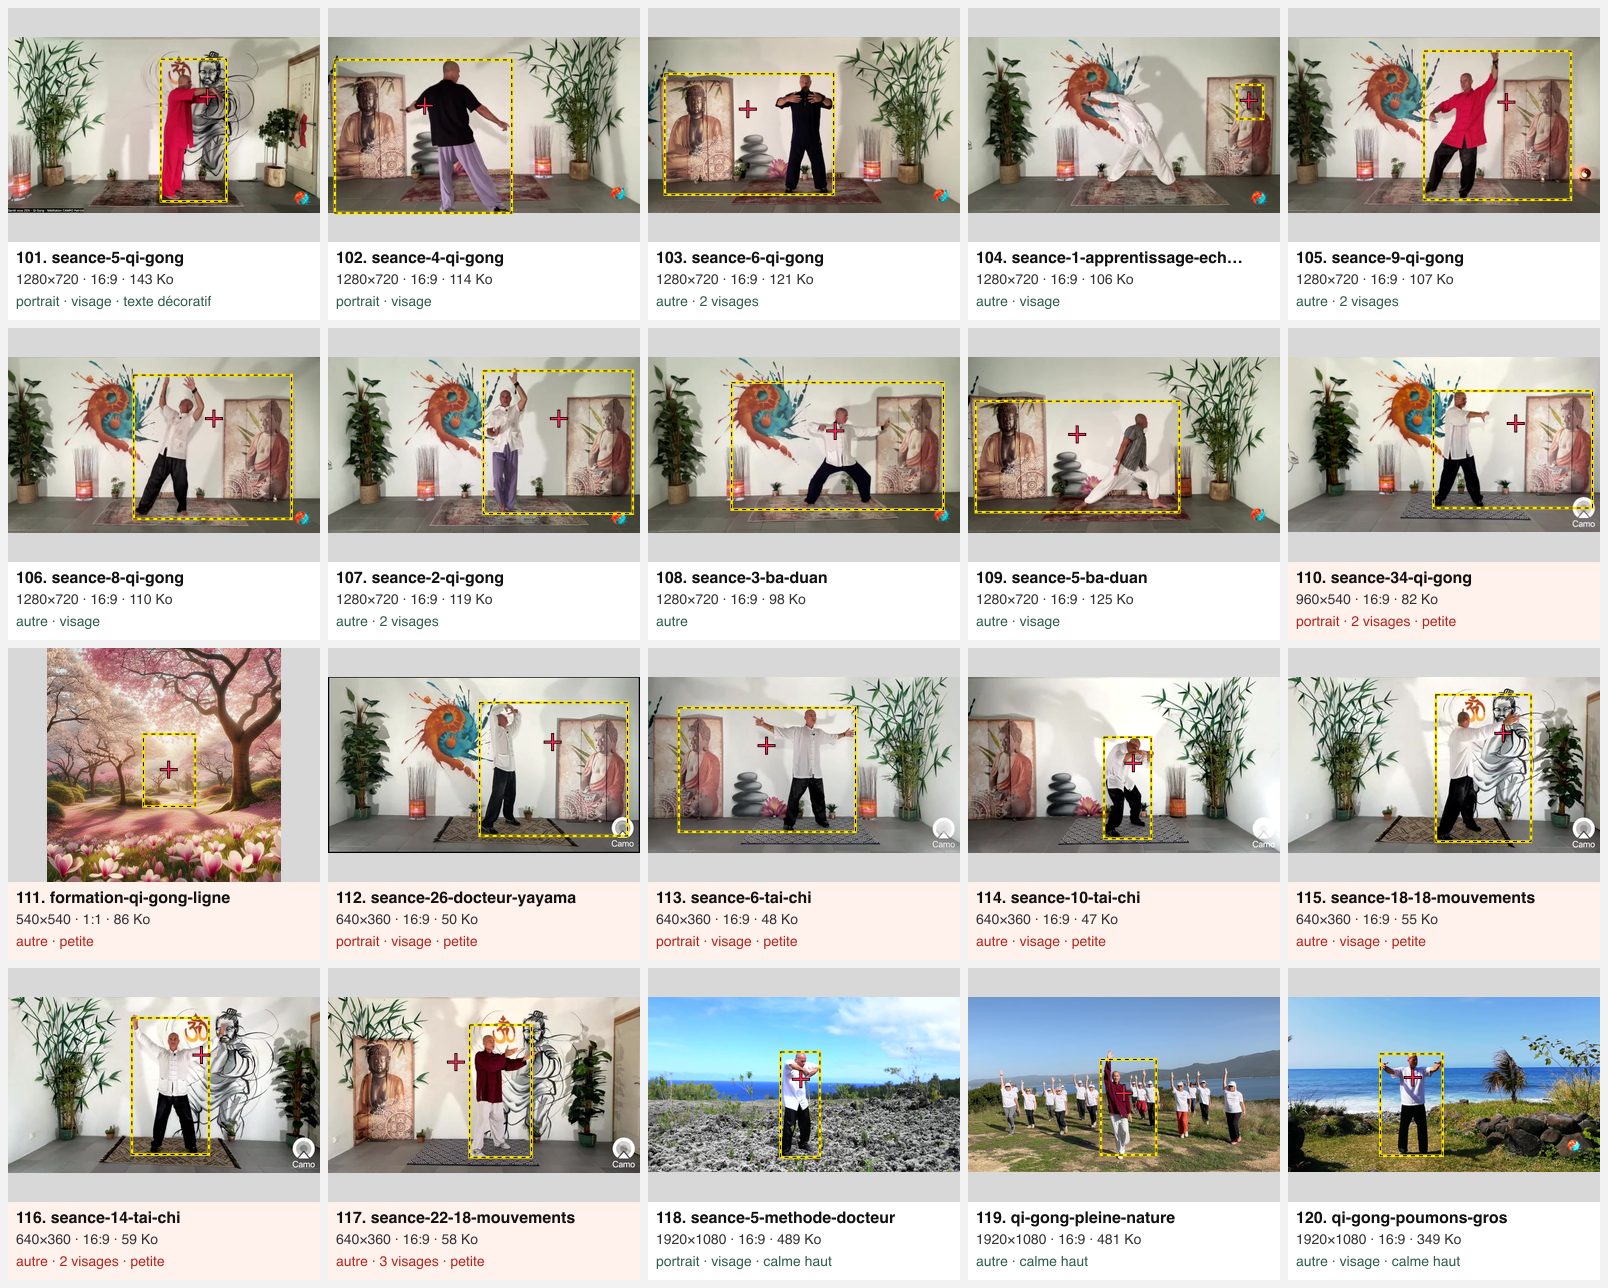 101. seance-5-qi-gong
1280×720 · 16:9 · 143 Ko
portrait · visage · texte décoratif
102. seance-4-qi-gong
1280×720 · 16:9 · 114 Ko
portrait · visage
103. seance-6-qi-gong
1280×720 · 16:9 · 121 Ko
autre · 2 visages
104. seance-1-apprentissage-ech…
1280×720 · 16:9 · 106 Ko
autre · visage
105. seance-9-qi-gong
1280×720 · 16:9 · 107 Ko
autre · 2 visages
106. seance-8-qi-gong
1280×720 · 16:9 · 110 Ko
autre · visage
107. seance-2-qi-gong
1280×720 · 16:9 · 119 Ko
autre · 2 visages
108. seance-3-ba-duan
1280×720 · 16:9 · 98 Ko
autre
109. seance-5-ba-duan
1280×720 · 16:9 · 125 Ko
autre · visage
Camo
110. seance-34-qi-gong
960×540 · 16:9 · 82 Ko
portrait · 2 visages · petite
111. formation-qi-gong-ligne
540×540 · 1:1 · 86 Ko
autre · petite
Camo
112. seance-26-docteur-yayama
640×360 · 16:9 · 50 Ko
portrait · visage · petite
Camo
113. seance-6-tai-chi
640×360 · 16:9 · 48 Ko
portrait · visage · petite
Camo
114. seance-10-tai-chi
640×360 · 16:9 · 47 Ko
autre · visage · petite
Camo
115. seance-18-18-mouvements
640×360 · 16:9 · 55 Ko
autre · visage · petite
Camo
116. seance-14-tai-chi
640×360 · 16:9 · 59 Ko
autre · 2 visages · petite
Camo
117. seance-22-18-mouvements
640×360 · 16:9 · 58 Ko
autre · 3 visages · petite
118. seance-5-methode-docteur
1920×1080 · 16:9 · 489 Ko
portrait · visage · calme haut
119. qi-gong-pleine-nature
1920×1080 · 16:9 · 481 Ko
autre · calme haut
120. qi-gong-poumons-gros
1920×1080 · 16:9 · 349 Ko
autre · visage · calme haut